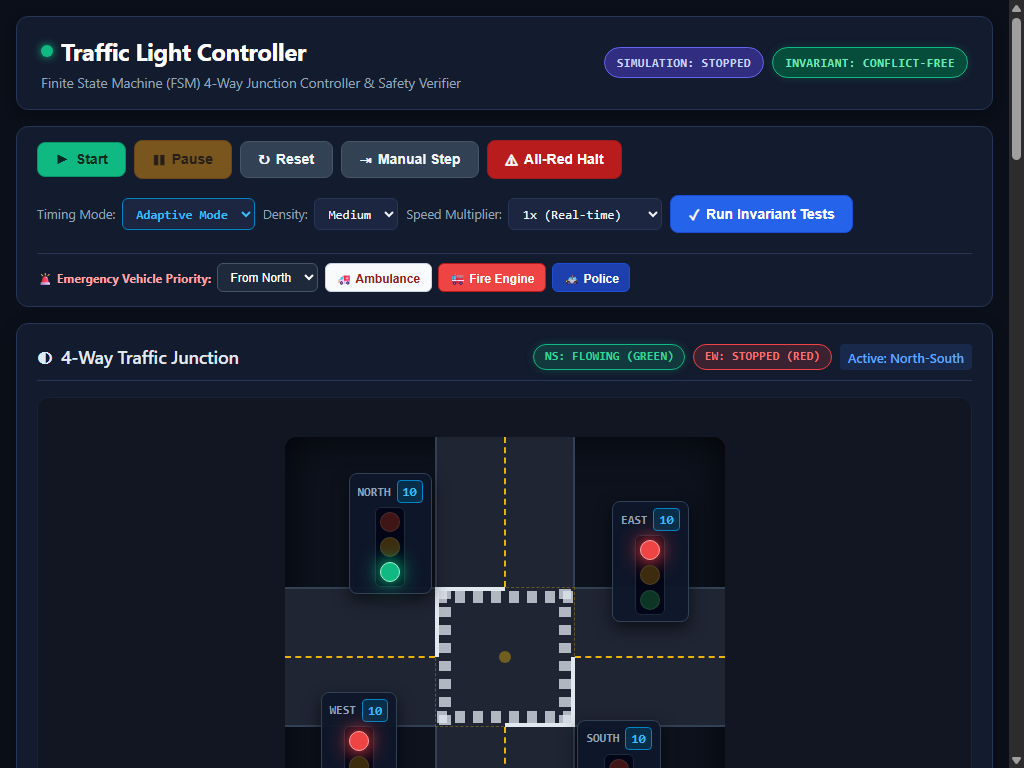 Traffic Light Controller
Finite State Machine (FSM) 4-Way Junction Controller & Safety Verifier
SIMULATION: STOPPED
INVARIANT: CONFLICT-FREE
Start
Pause
Reset
Manual Step
All-Red Halt
Timing Mode: Adaptive Mode Density: Medium Speed Multiplier: 1x (Real-time) ✓ Run Invariant Tests
Emergency Vehicle Priority: From North Ambulance Fire Engine Police
4-Way Traffic Junction
NS: FLOWING (GREEN)
EW: STOPPED (RED)
Active: North-South
NORTH 10
EAST 10
WEST 10
SOUTH 10